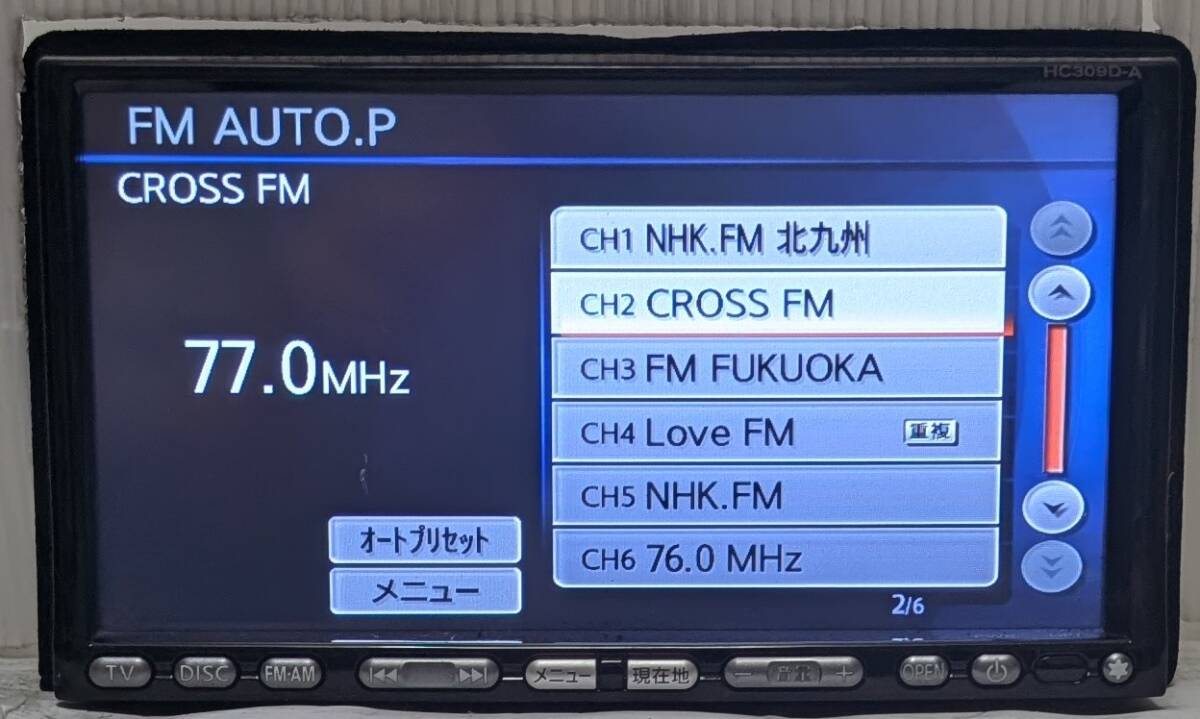 HC309D-A
FM AUTO.P
CROSS FM
77.0MHz
CH1 NHK.FM 北九州
CH2 CROSS FM
CH3 FM FUKUOKA
CH4 Love FM 重複
CH5 NHK.FM
CH6 76.0 MHz
オートプリセット
メニュー
2/6
TV DISC FM·AM メニュー 現在地 − 音量 + OPEN